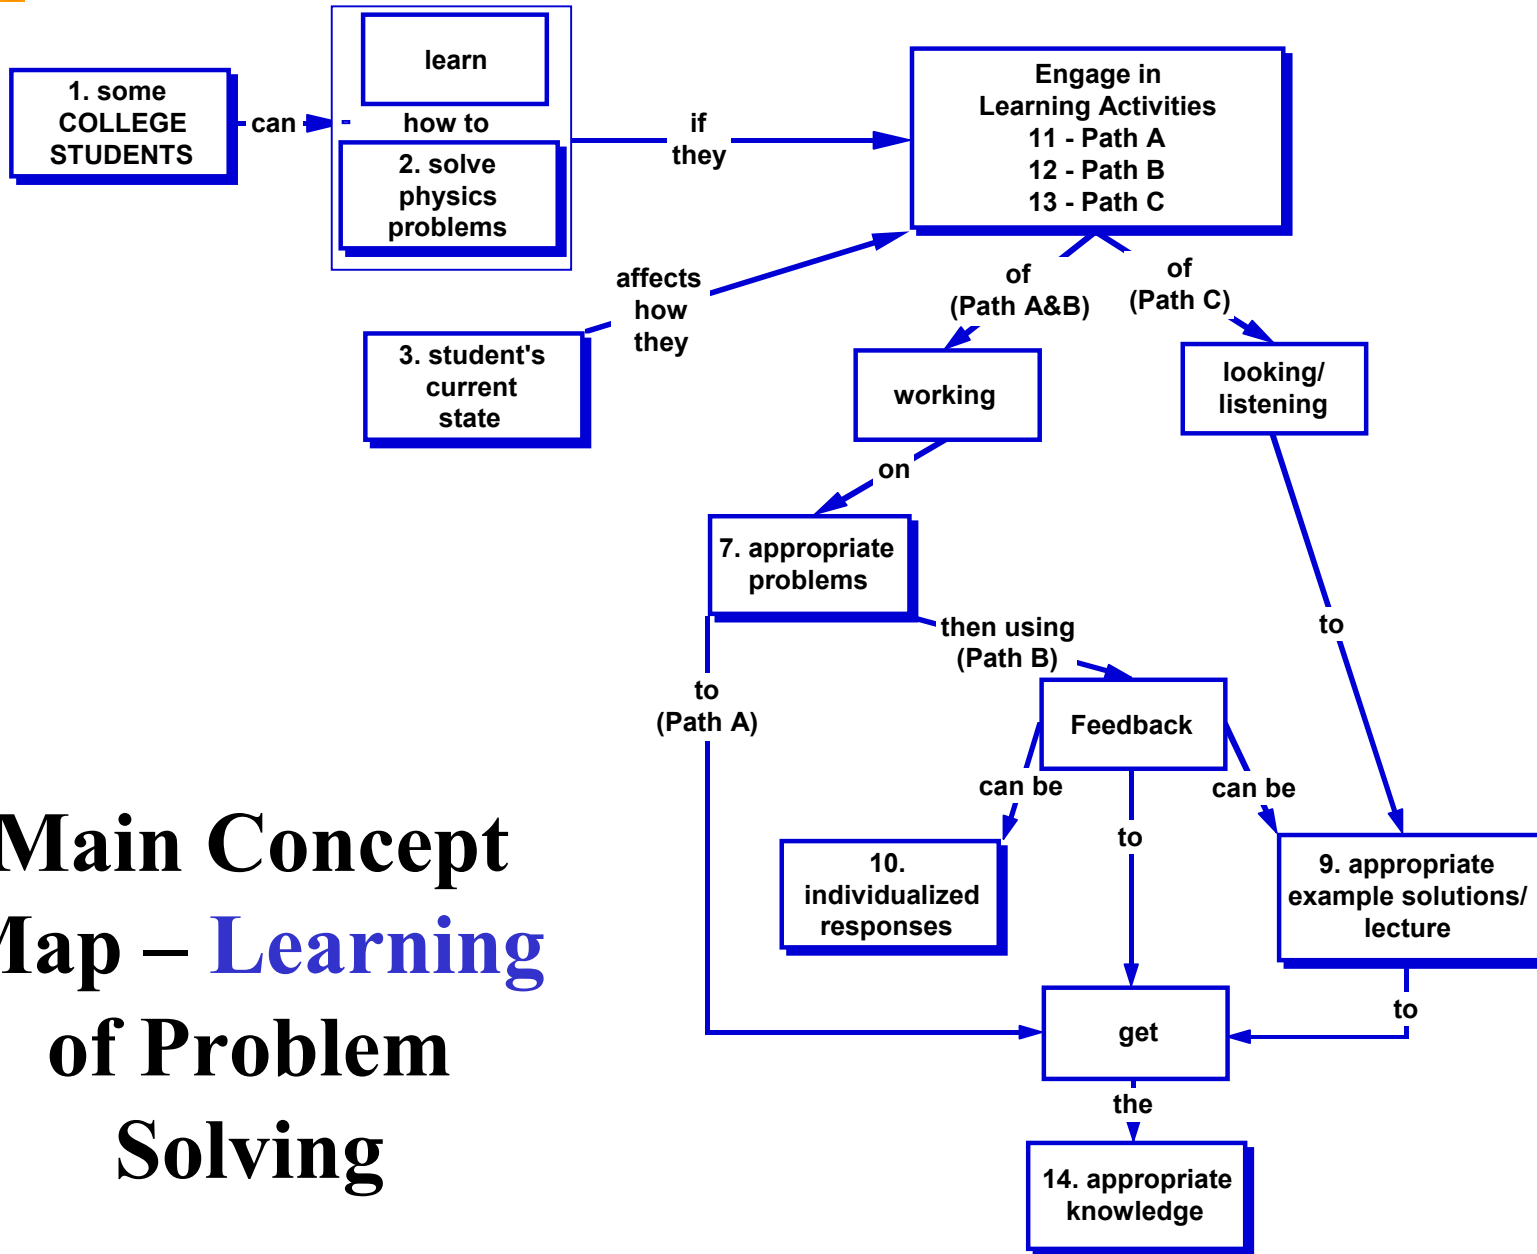 learn
1. some
COLLEGE
STUDENTS
can
how to
2. solve
physics
problems
if
they
Engage in
Learning Activities
11 - Path A
12 - Path B
13 - Path C
affects
how
they
3. student's
current
state
of
(Path A&B)
of
(Path C)
working
looking/
listening
on
7. appropriate
problems
then using
(Path B)
to
to
(Path A)
Feedback
can be
can be
to
10.
individualized
responses
9. appropriate
example solutions/
lecture
to
get
the
14. appropriate
knowledge
Main Concept
Map – Learning
of Problem
Solving